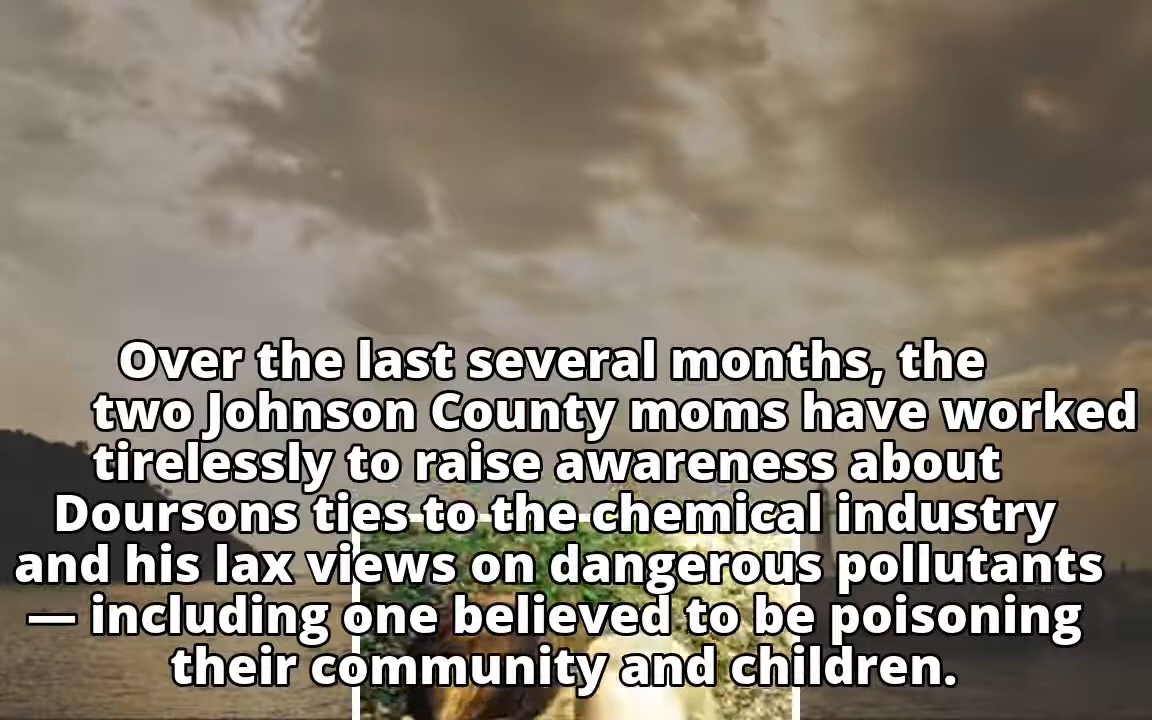 Over the last several months, the
two Johnson County moms have worked
tirelessly to raise awareness about
Doursons ties to the chemical industry
and his lax views on dangerous pollutants
— including one believed to be poisoning
their community and children.